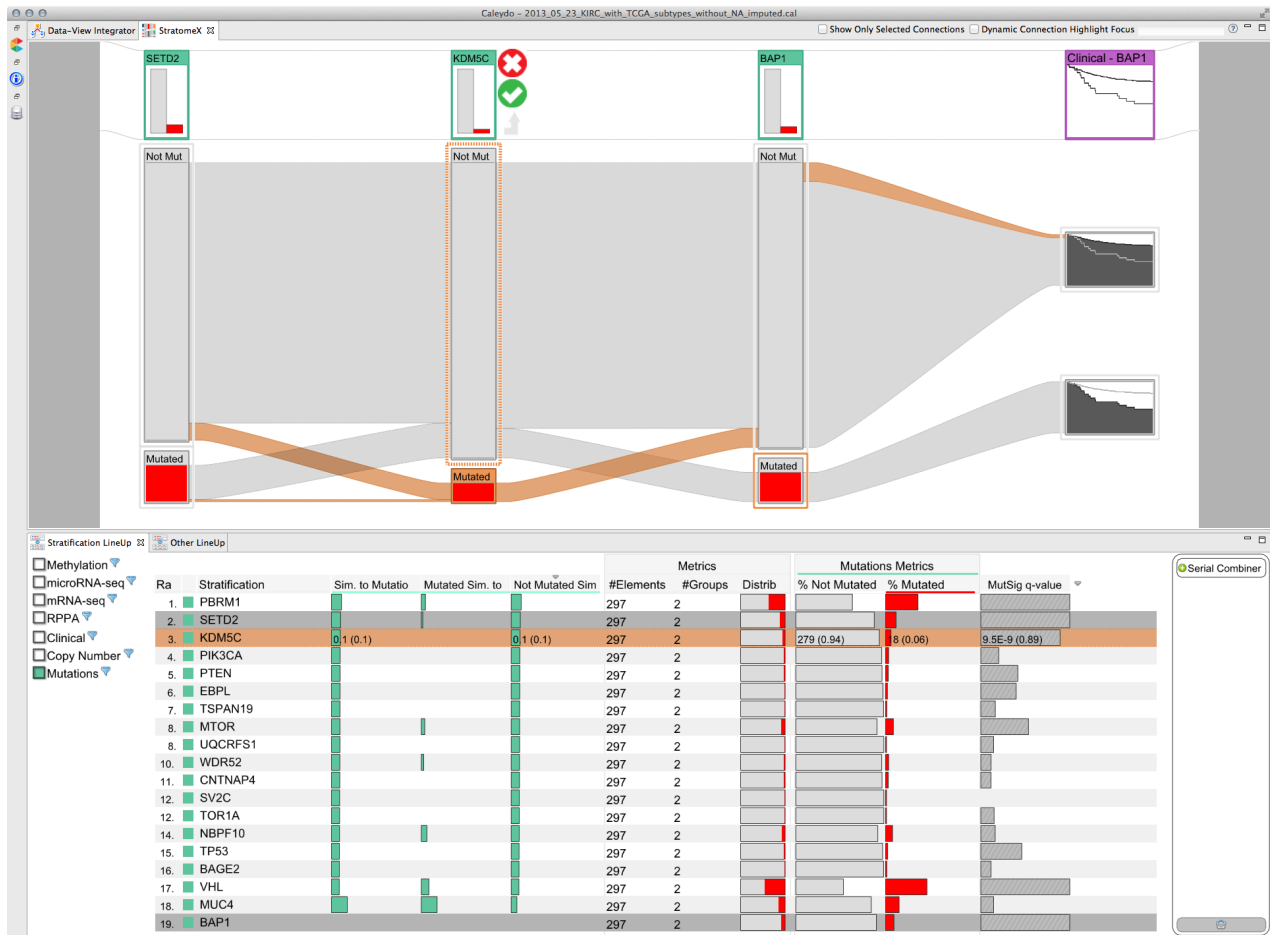 Caleydo - 2013_05_23_KIRC_with_TCGA_subtypes_without_NA_imputed.cal
Data-View Integrator StratomeX Show Only Selected Connections Dynamic Connection Highlight Focus
SETD2 KDM5C BAP1 Clinical - BAP1
Not Mut Not Mut Not Mut
Mutated Mutated Mutated
Stratification LineUp Other LineUp
Methylation
microRNA-seq
mRNA-seq
RPPA
Clinical
Copy Number
Mutations
Metrics Mutations Metrics
Ra Stratification Sim. to Mutatio Mutated Sim. to Not Mutated Sim #Elements #Groups Distrib % Not Mutated % Mutated MutSig q-value
1. PBRM1 297 2
2. SETD2 297 2
3. KDM5C 0.1 (0.1) 0.1 (0.1) 297 2 279 (0.94) 18 (0.06) 9.5E-9 (0.89)
4. PIK3CA 297 2
5. PTEN 297 2
6. EBPL 297 2
7. TSPAN19 297 2
8. MTOR 297 2
8. UQCRFS1 297 2
10. WDR52 297 2
11. CNTNAP4 297 2
12. SV2C 297 2
12. TOR1A 297 2
14. NBPF10 297 2
15. TP53 297 2
16. BAGE2 297 2
17. VHL 297 2
18. MUC4 297 2
19. BAP1 297 2
Serial Combiner